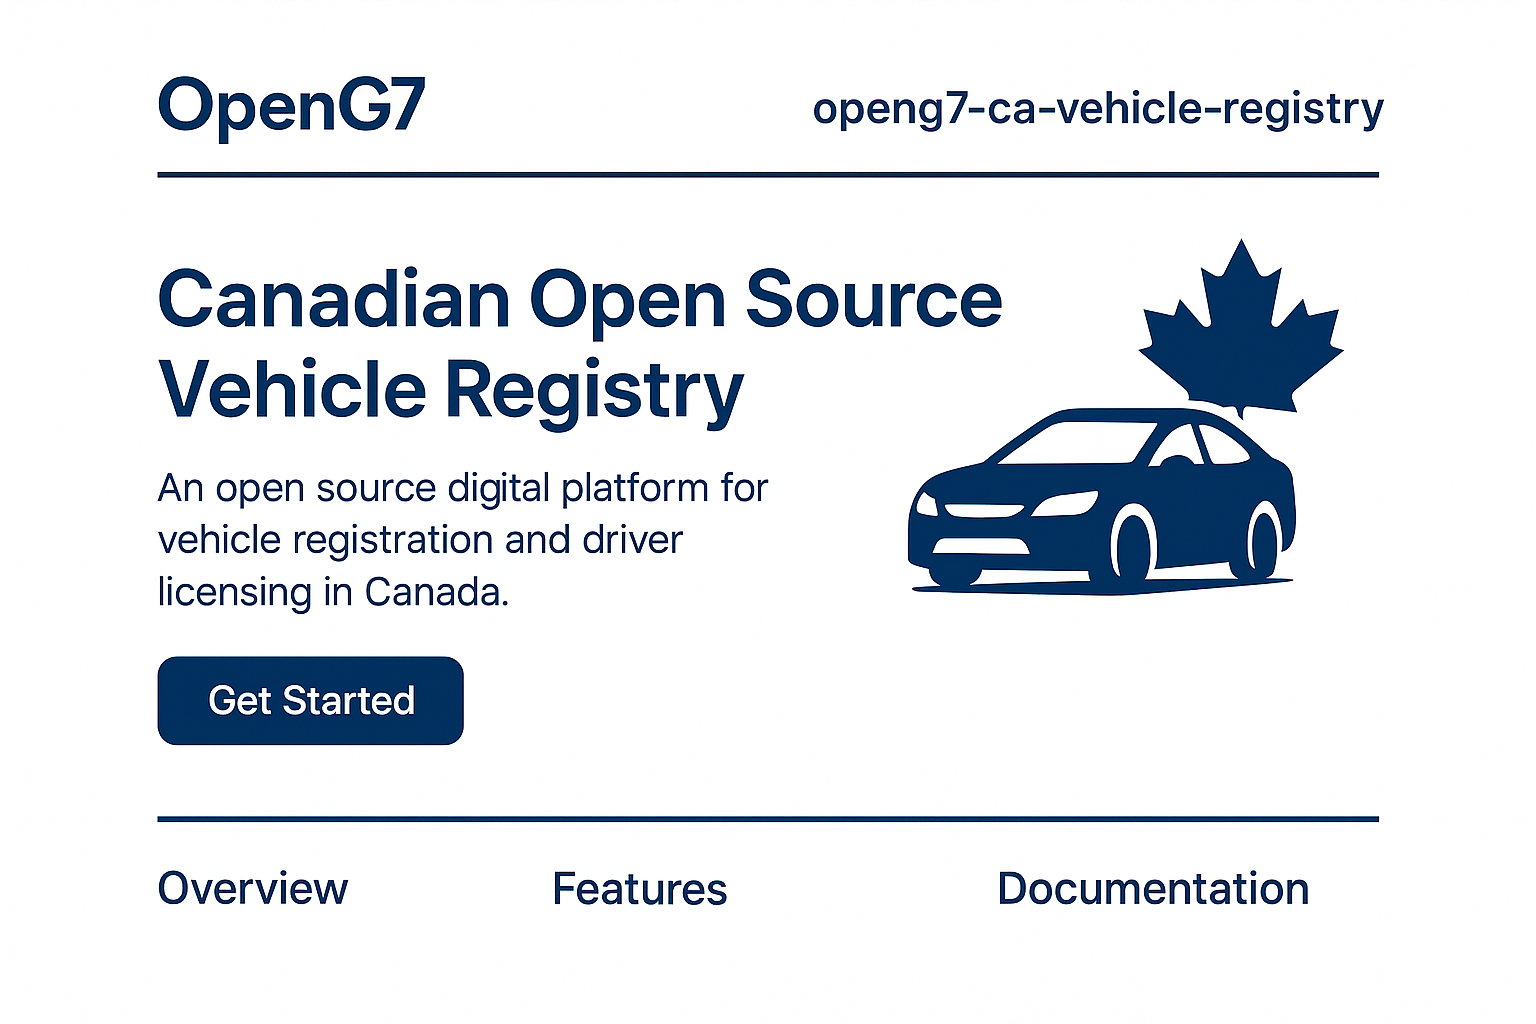 OpenG7
openg7-ca-vehicle-registry
Canadian Open Source
Vehicle Registry
An open source digital platform for
vehicle registration and driver
licensing in Canada.
Get Started
Overview
Features
Documentation